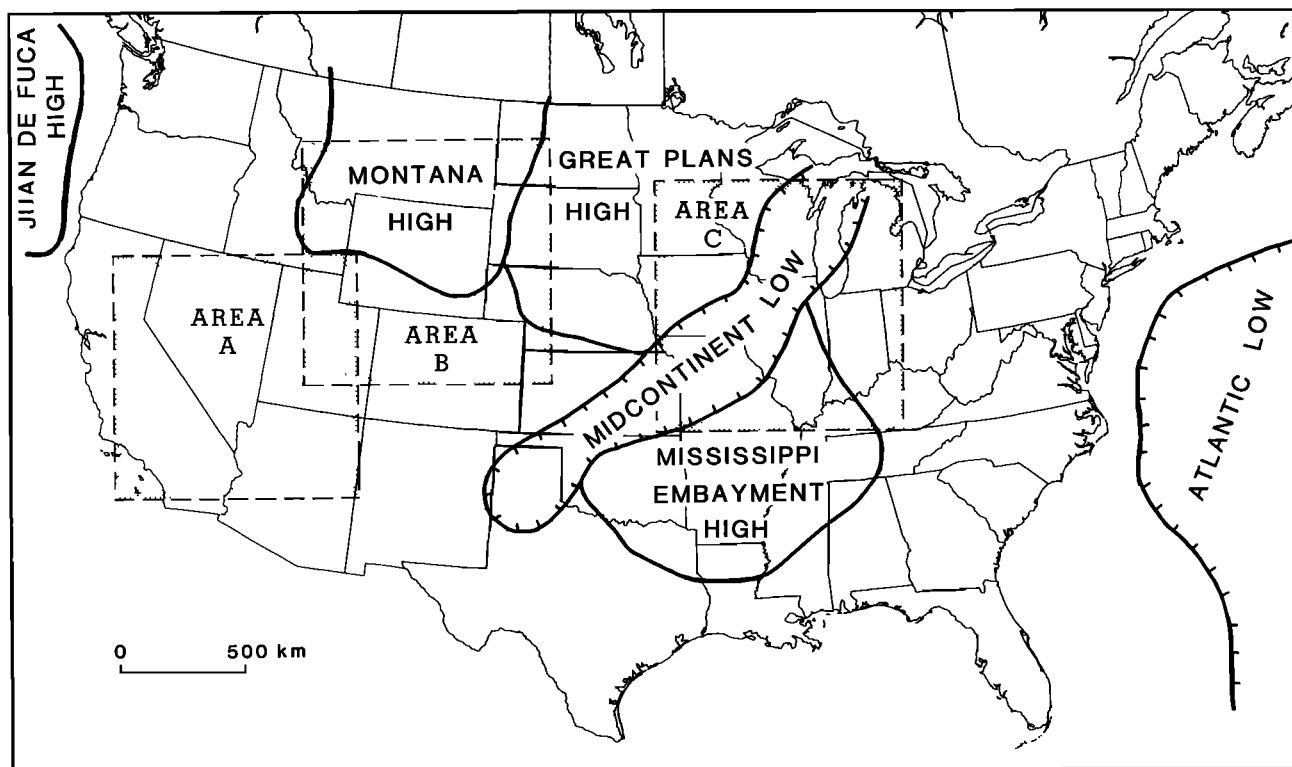 JUAN DE FUCA
HIGH
MONTANA
HIGH
GREAT PLANS
HIGH
AREA
C
AREA
A
AREA
B
MIDCONTINENT LOW
MISSISSIPPI
EMBAYMENT
HIGH
ATLANTIC LOW
0 500 km